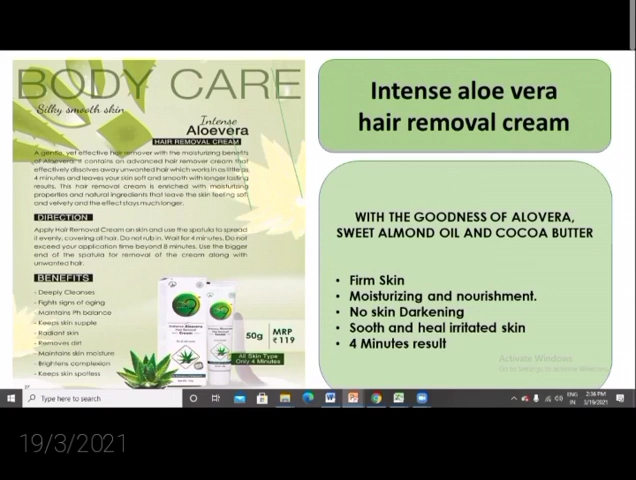 BODY CARE
Silky smooth skin
Intense
Aloevera
HAIR REMOVAL CREAM
A gentle, yet effective hair remover with the moisturizing benefits
of Aloevera. It contains an advanced hair remover cream that
effectively dissolves away unwanted hair which works in as little as
4 minutes and leaves your skin soft and smooth with longer lasting
results. This hair removal cream is enriched with moisturizing
properties and natural ingredients that leave the skin feeling soft
and velvety and the effect stays much longer.
DIRECTION
Apply Hair Removal Cream on skin and use the spatula to spread
it evenly, covering all hair. Do not rub in. Wait for 4 minutes. Do not
exceed your application time beyond 8 minutes. Use the bigger
end of the spatula for removal of the cream along with
unwanted hair.
BENEFITS
- Deeply Cleanses
- Fights signs of aging
- Maintains Ph balance
- Keeps skin supple
- Radiant skin
- Removes dirt
- Maintains skin moisture
- Brightens complexion
- Keeps skin spotless
50g
MRP
₹119
All Skin Type
Only 4 Minutes
Intense aloe vera
hair removal cream
WITH THE GOODNESS OF ALOVERA,
SWEET ALMOND OIL AND COCOA BUTTER
• Firm Skin
• Moisturizing and nourishment.
• No skin Darkening
• Sooth and heal irritated skin
• 4 Minutes result
Activate Windows
Go to Settings to activate Windows.
Type here to search
ENG
IN
2:36 PM
3/19/2021
19/3/2021